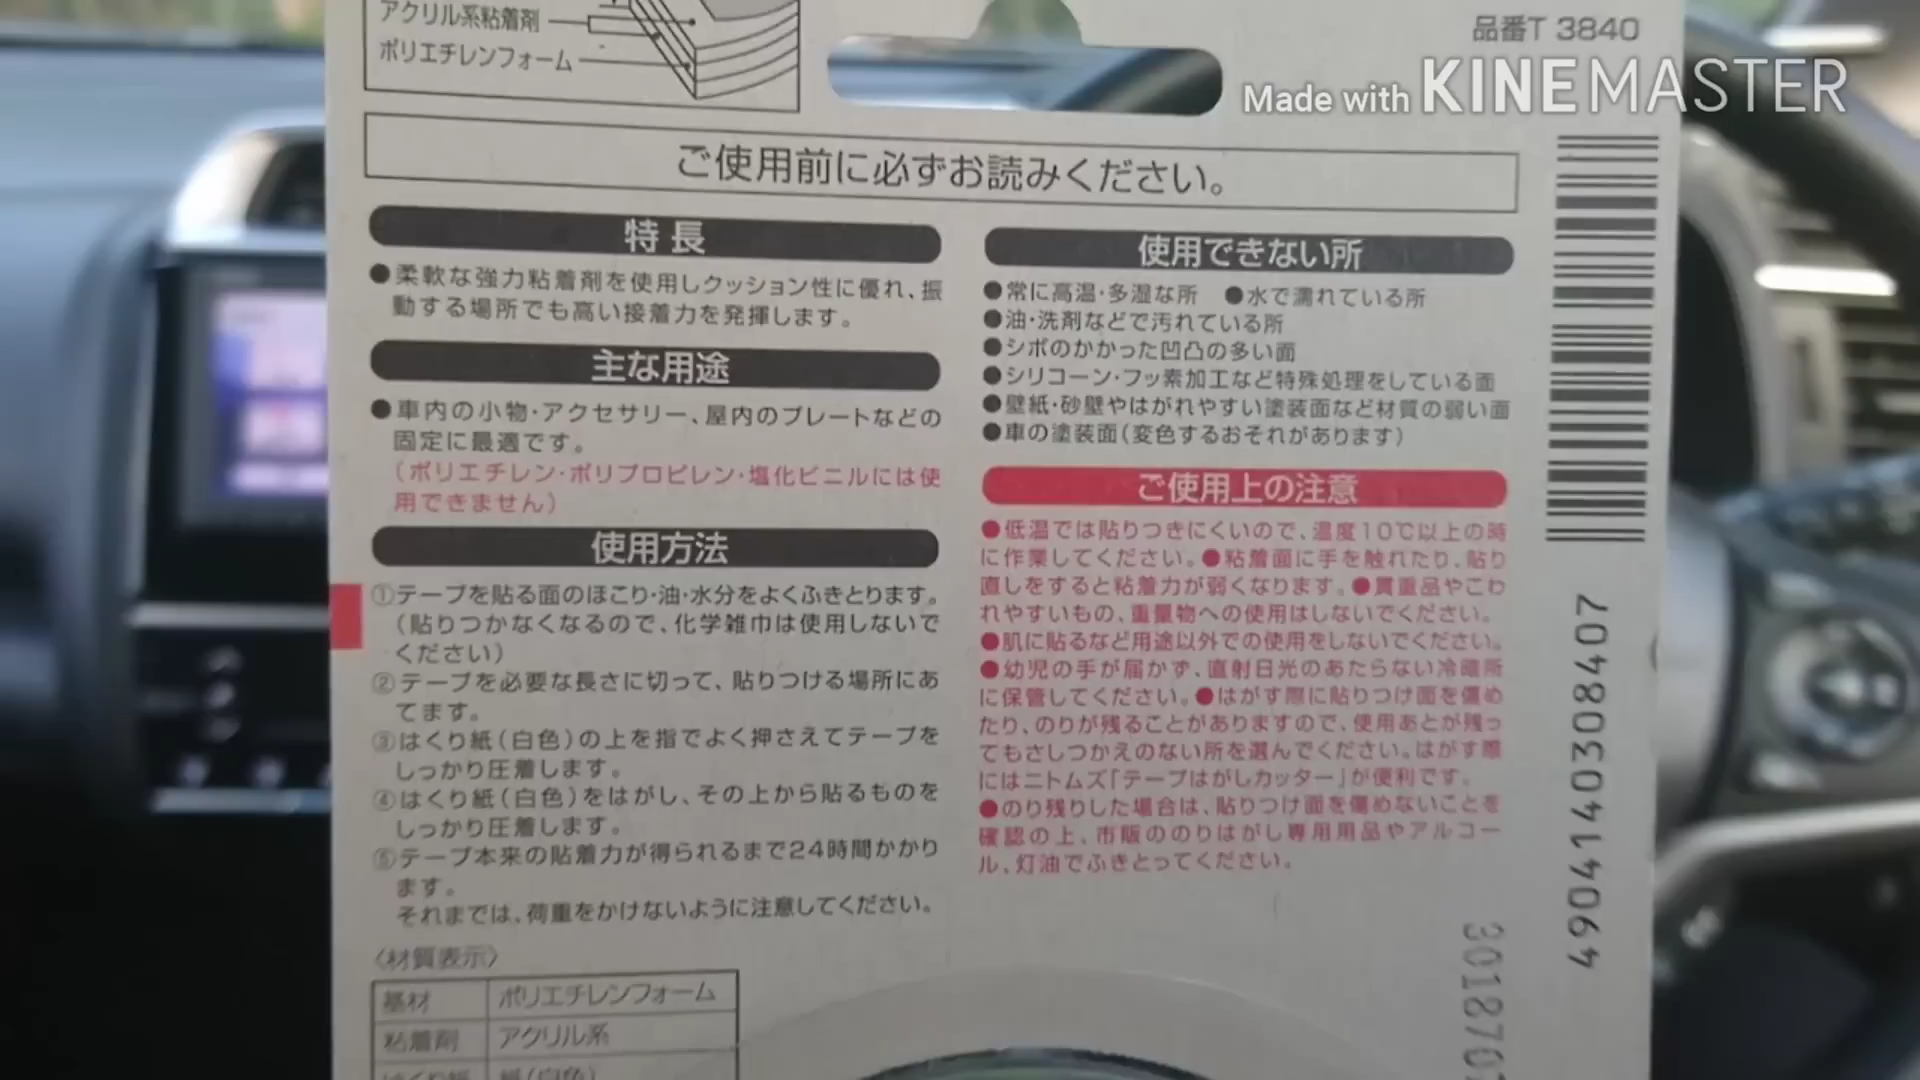 アクリル系粘着剤
ポリエチレンフォーム
品番T 3840
Made with KINEMASTER
ご使用前に必ずお読みください。
特 長
●柔軟な強力粘着剤を使用しクッション性に優れ、振
動する場所でも高い接着力を発揮します。
主な用途
●車内の小物・アクセサリー、屋内のプレートなどの
固定に最適です。
(ポリエチレン・ポリプロピレン・塩化ビニルには使
用できません)
使用方法
①テープを貼る面のほこり・油・水分をよくふきとります。
(貼りつかなくなるので、化学雑巾は使用しないで
ください)
②テープを必要な長さに切って、貼りつける場所にあ
てます。
③はくり紙(白色)の上を指でよく押さえてテープを
しっかり圧着します。
④はくり紙(白色)をはがし、その上から貼るものを
しっかり圧着します。
⑤テープ本来の貼着力が得られるまで24時間かかり
ます。
それまでは、荷重をかけないように注意してください。
〈材質表示〉
基材 ポリエチレンフォーム
粘着剤 アクリル系
はくり紙 紙(白色)
使用できない所
●常に高温・多湿な所 ●水で濡れている所
●油・洗剤などで汚れている所
●シボのかかった凹凸の多い面
●シリコーン・フッ素加工など特殊処理をしている面
●壁紙・砂壁やはがれやすい塗装面など材質の弱い面
●車の塗装面(変色するおそれがあります)
ご使用上の注意
●低温では貼りつきにくいので、温度10℃以上の時
に作業してください。●粘着面に手を触れたり、貼り
直しをすると粘着力が弱くなります。●貴重品やこわ
れやすいもの、重量物への使用はしないでください。
●肌に貼るなど用途以外での使用をしないでください。
●幼児の手が届かず、直射日光のあたらない冷暗所
に保管してください。●はがす際に貼りつけ面を傷め
たり、のりが残ることがありますので、使用あとが残っ
てもさしつかえのない所を選んでください。はがす際
にはニトムズ「テープはがしカッター」が便利です。
●のり残りした場合は、貼りつけ面を傷めないことを
確認の上、市販ののりはがし専用用品やアルコー
ル、灯油でふきとってください。
4904140308407